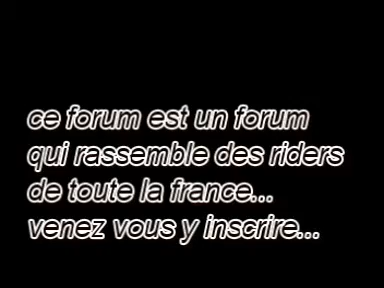 ce forum est un forum
qui rassemble des riders
de toute la france...
venez vous y inscrire...